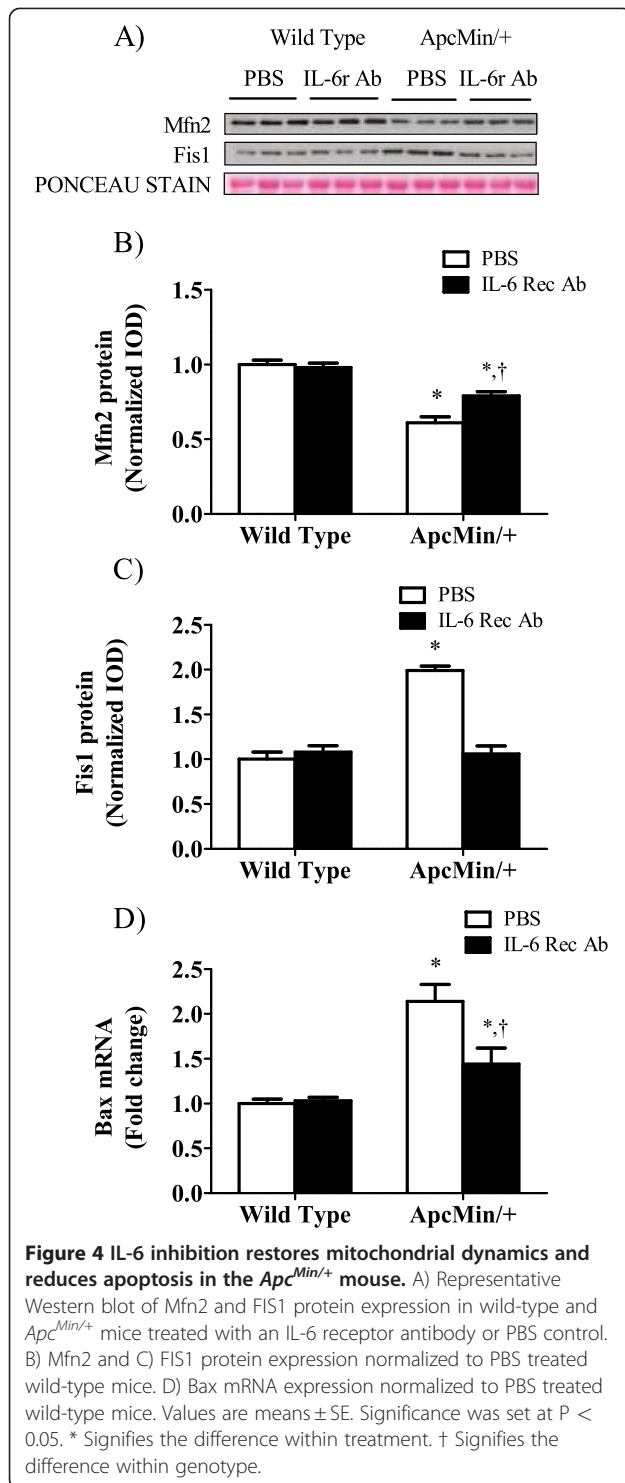 A)
Wild Type ApcMin/+
PBS IL-6r Ab PBS IL-6r Ab
Mfn2
Fis1
PONCEAU STAIN
B)
PBS
IL-6 Rec Ab
Mfn2 protein
(Normalized IOD)
1.5
1.0
0.5
0.0
*
*,†
Wild Type ApcMin/+
C)
PBS
IL-6 Rec Ab
Fis1 protein
(Normalized IOD)
2.5
2.0
1.5
1.0
0.5
0.0
*
Wild Type ApcMin/+
D)
PBS
IL-6 Rec Ab
Bax mRNA
(Fold change)
2.5
2.0
1.5
1.0
0.5
0.0
*
*,†
Wild Type ApcMin/+
Figure 4 IL-6 inhibition restores mitochondrial dynamics and
reduces apoptosis in the ApcMin/+ mouse. A) Representative
Western blot of Mfn2 and FIS1 protein expression in wild-type and
ApcMin/+ mice treated with an IL-6 receptor antibody or PBS control.
B) Mfn2 and C) FIS1 protein expression normalized to PBS treated
wild-type mice. D) Bax mRNA expression normalized to PBS treated
wild-type mice. Values are means ± SE. Significance was set at P <
0.05. * Signifies the difference within treatment. † Signifies the
difference within genotype.